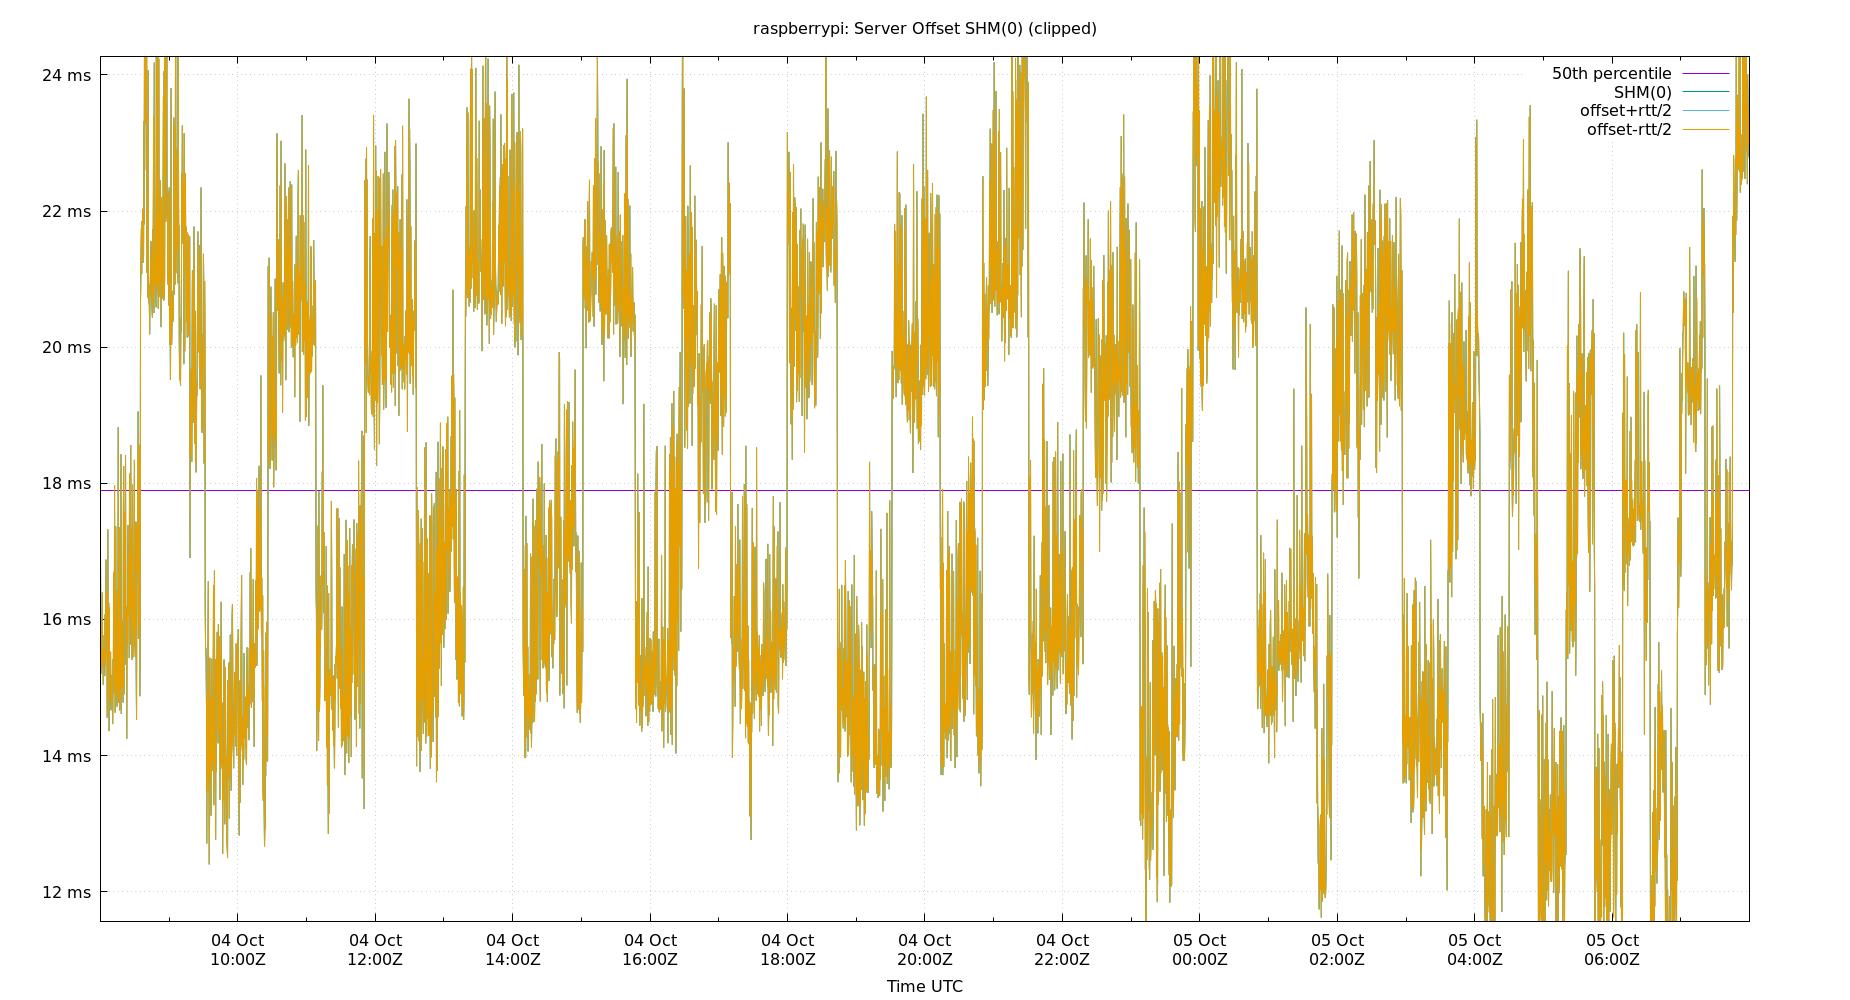 raspberrypi: Server Offset SHM(0) (clipped)
50th percentile
SHM(0)
offset+rtt/2
offset-rtt/2
24 ms
22 ms
20 ms
18 ms
16 ms
14 ms
12 ms
04 Oct 04 Oct 04 Oct 04 Oct 04 Oct 04 Oct 04 Oct 05 Oct 05 Oct 05 Oct 05 Oct
10:00Z 12:00Z 14:00Z 16:00Z 18:00Z 20:00Z 22:00Z 00:00Z 02:00Z 04:00Z 06:00Z
Time UTC